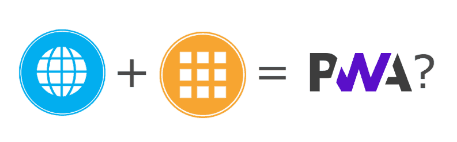 + = PWA?